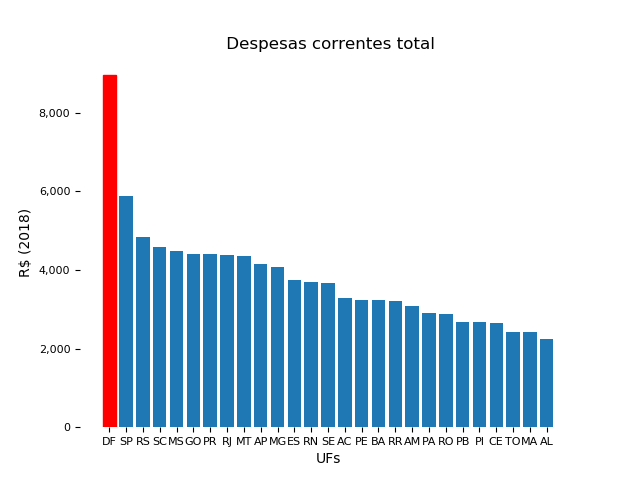 Despesas correntes total
8,000
6,000
4,000
2,000
0
R$ (2018)
DF SP RS SC MS GO PR RJ MT AP MG ES RN SE AC PE BA RR AM PA RO PB PI CE TO MA AL
UFs